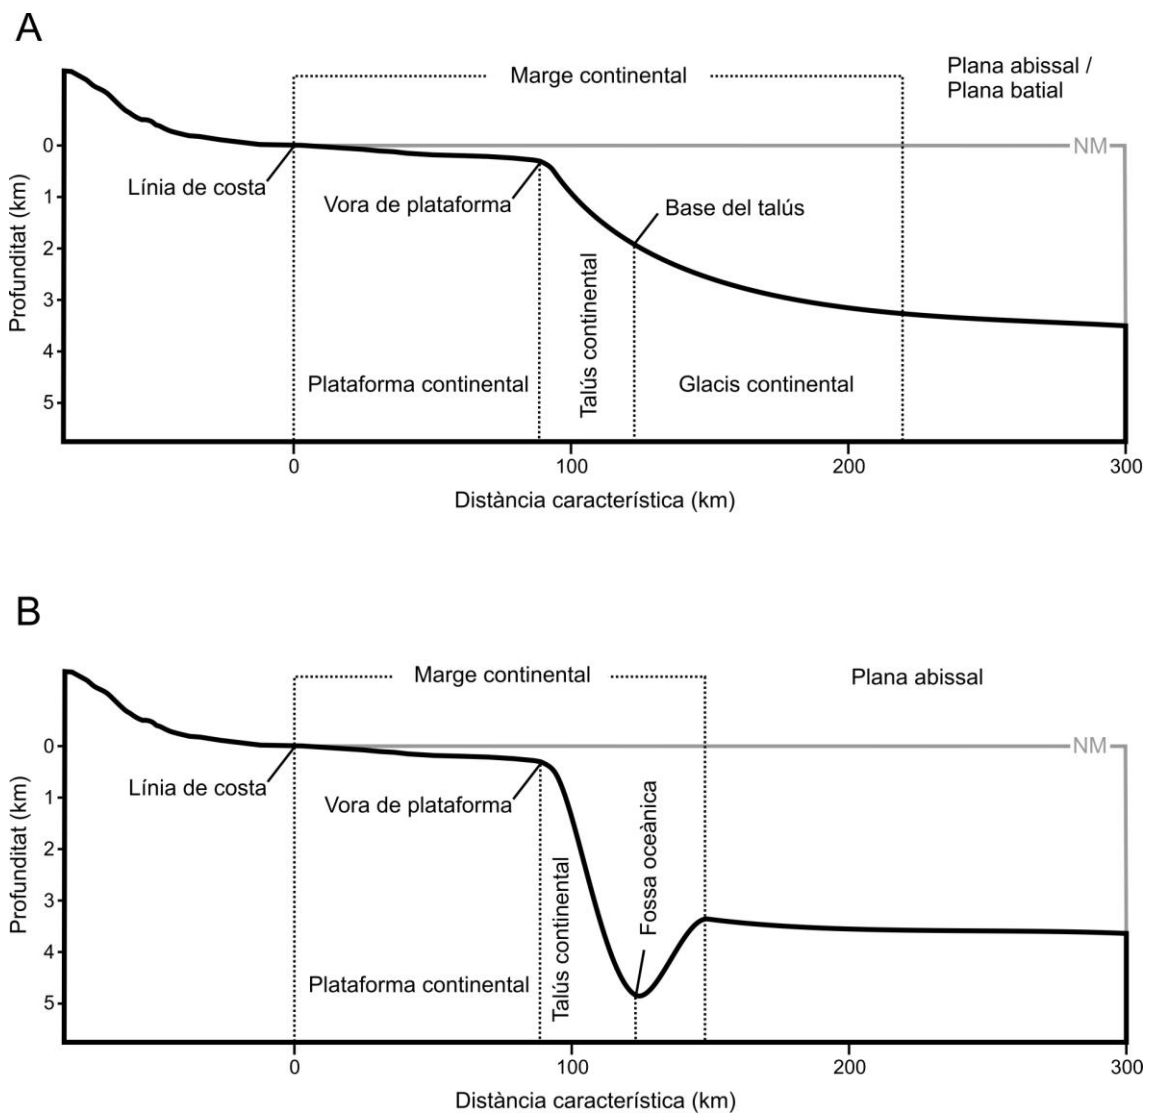 A
Marge continental
Plana abissal /
Plana batial
0
NM
Línia de costa
Vora de plataforma
Base del talús
1
2
3
4
5
Profunditat (km)
Talús continental
Plataforma continental
Glacis continental
0
100
200
300
Distància característica (km)
B
Marge continental
Plana abissal
0
NM
Línia de costa
Vora de plataforma
Fossa oceànica
1
2
3
4
5
Profunditat (km)
Talús continental
Plataforma continental
0
100
200
300
Distància característica (km)